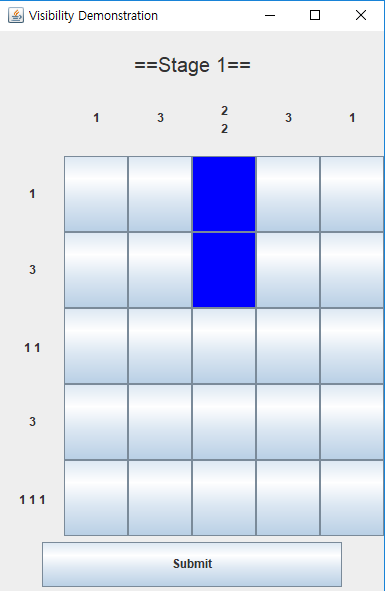 Visibility Demonstration
==Stage 1==
1 3 2 3 1
2
1
3
1 1
3
1 1 1
Submit